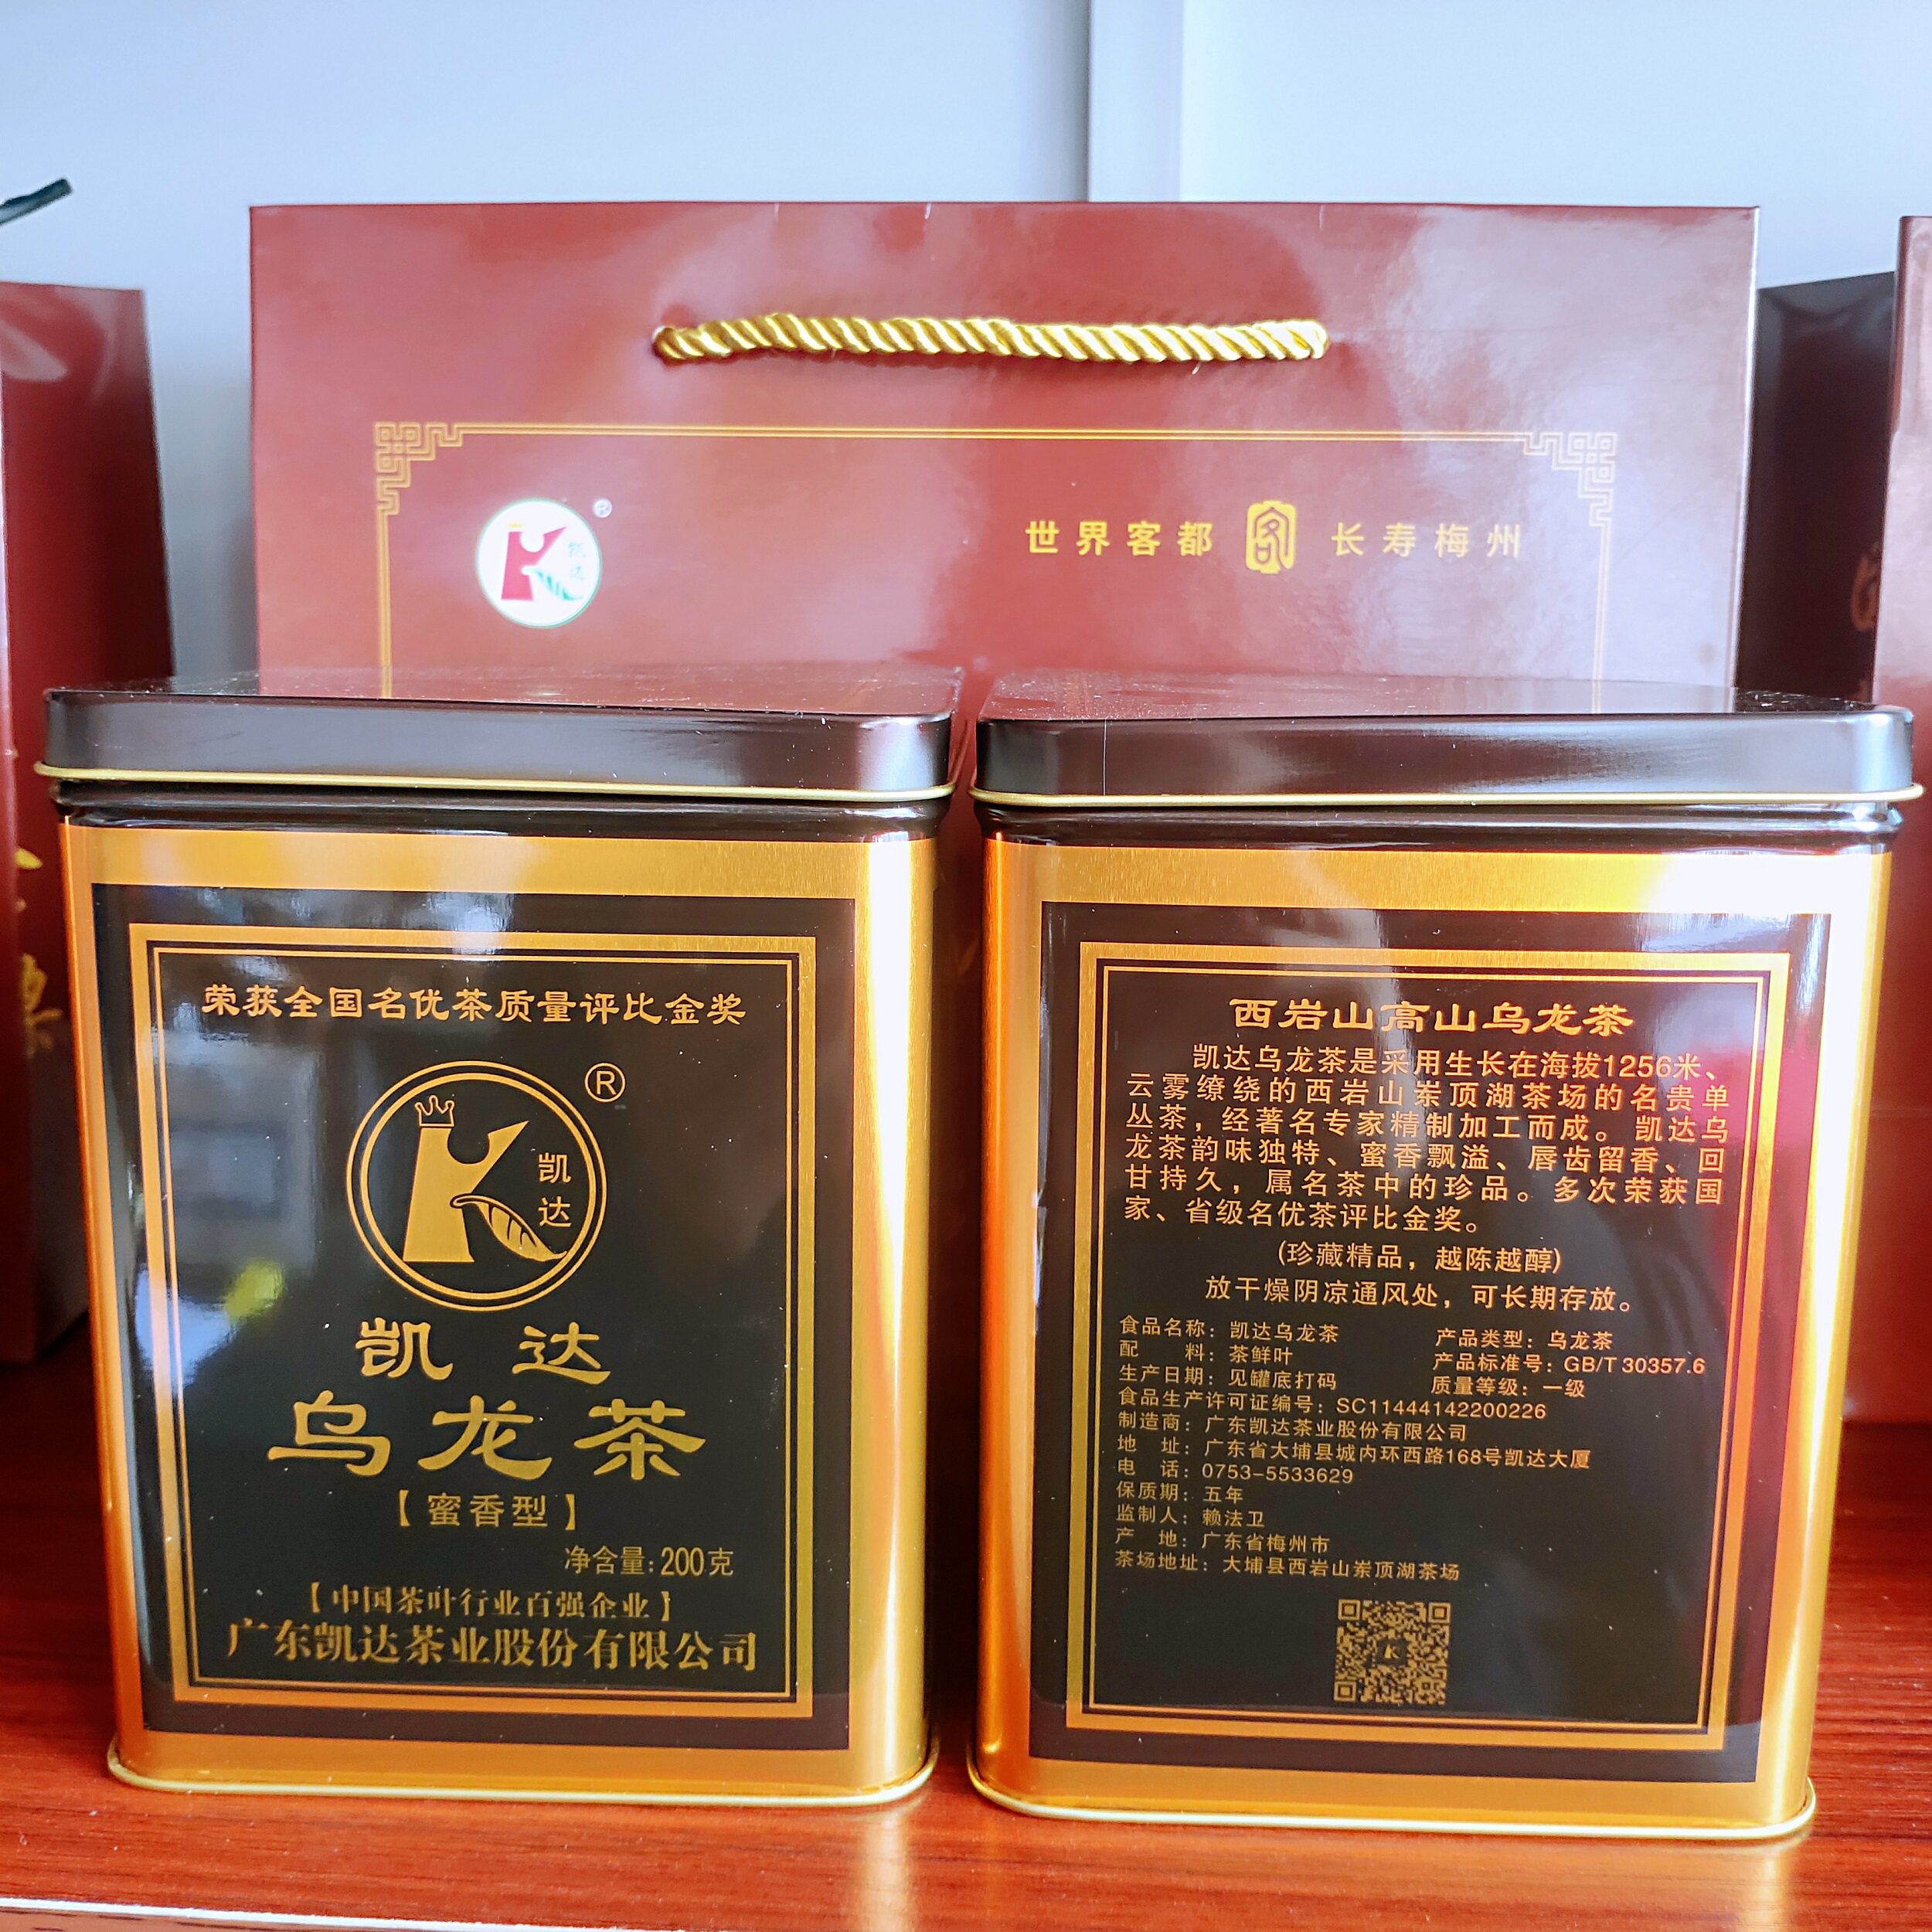 世界客都 客 长寿梅州
凯达
荣获全国名优茶质量评比金奖
®
凯达
凯达
乌龙茶
【蜜香型】
净含量:200克
【中国茶叶行业百强企业】
广东凯达茶业股份有限公司
西岩山高山乌龙茶
凯达乌龙茶是采用生长在海拔1256米、
云雾缭绕的西岩山岽顶湖茶场的名贵单
丛茶，经著名专家精制加工而成。凯达乌
龙茶韵味独特、蜜香飘溢、唇齿留香、回
甘持久，属名茶中的珍品。多次荣获国
家、省级名优茶评比金奖。
(珍藏精品，越陈越醇)
放干燥阴凉通风处，可长期存放。
食品名称：凯达乌龙茶 产品类型：乌龙茶
配 料：茶鲜叶 产品标准号：GB/T 30357.6
生产日期：见罐底打码 质量等级：一级
食品生产许可证编号：SC11444142200226
制造商：广东凯达茶业股份有限公司
地 址：广东省大埔县城内环西路168号凯达大厦
电 话：0753-5533629
保质期：五年
监制人：赖法卫
产 地：广东省梅州市
茶场地址：大埔县西岩山岽顶湖茶场